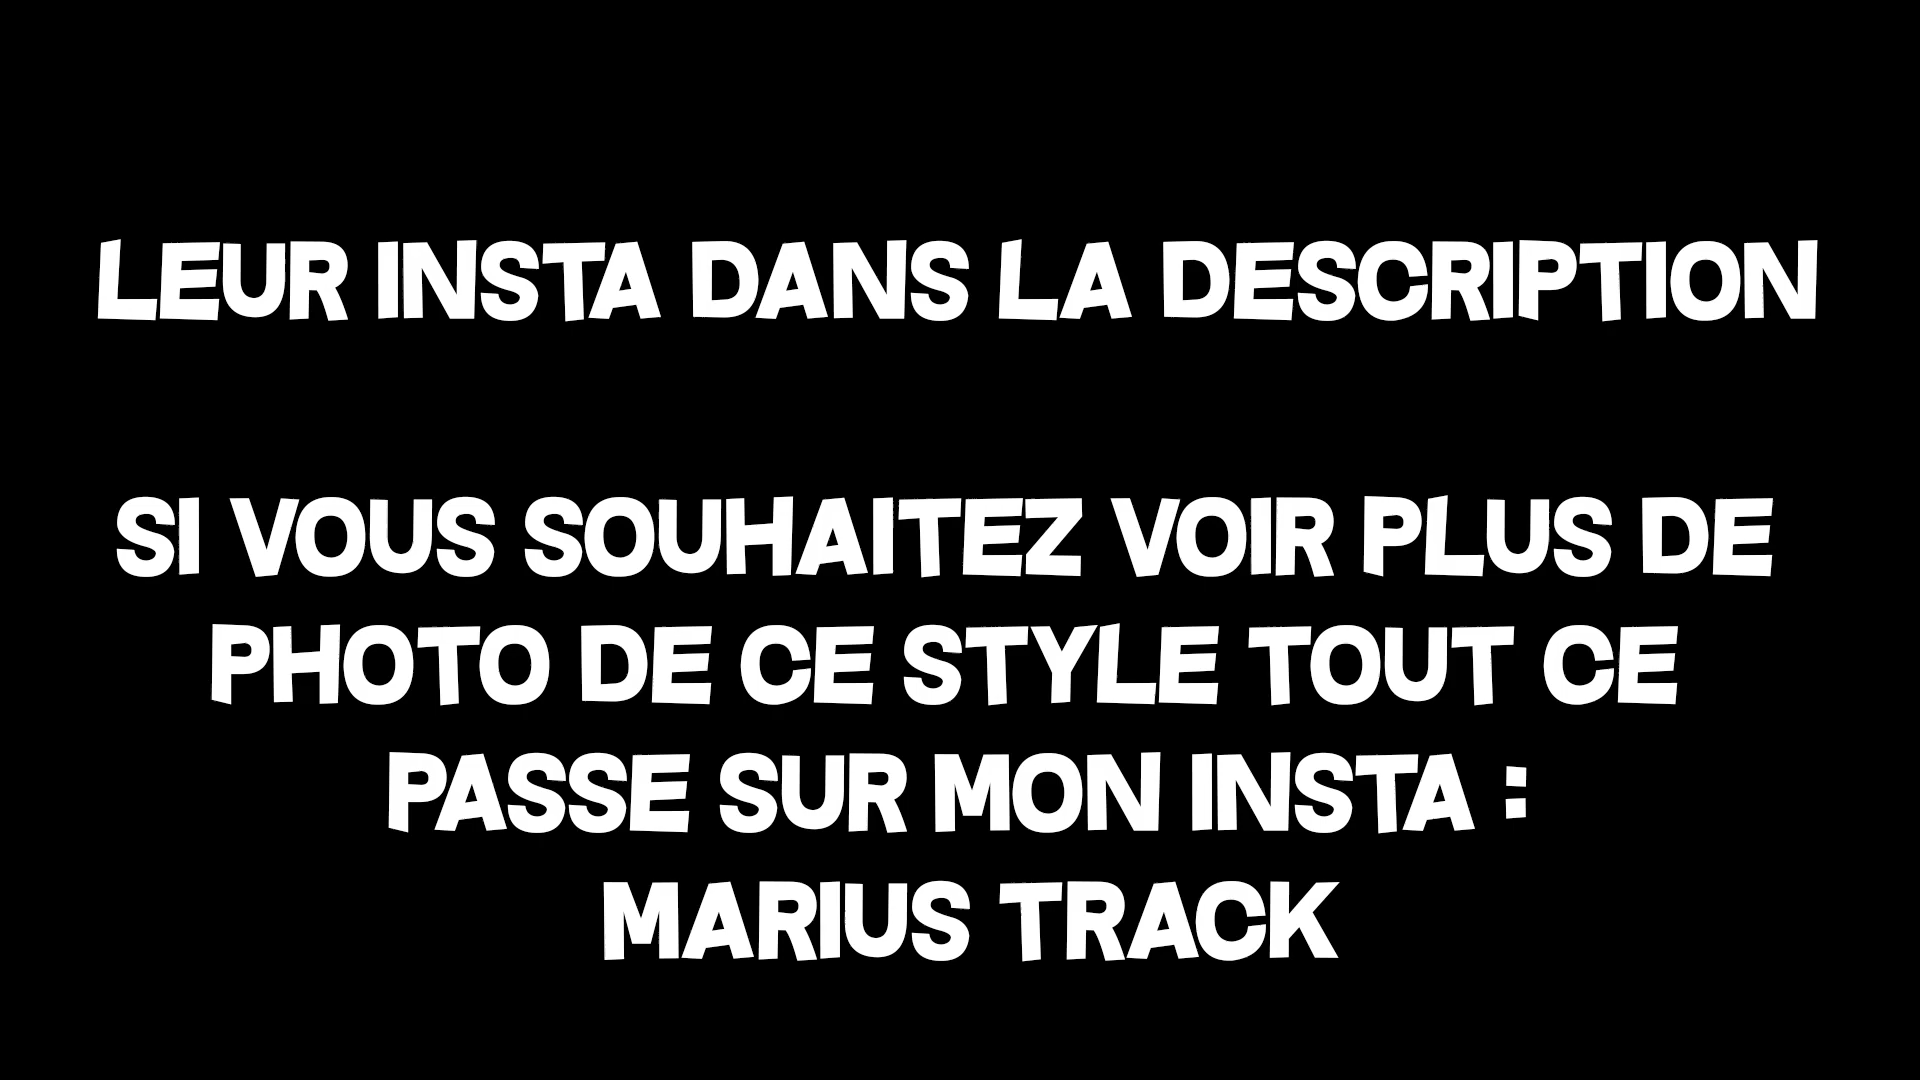 LEUR INSTA DANS LA DESCRIPTION
SI VOUS SOUHAITEZ VOIR PLUS DE
PHOTO DE CE STYLE TOUT CE
PASSE SUR MON INSTA :
MARIUS TRACK